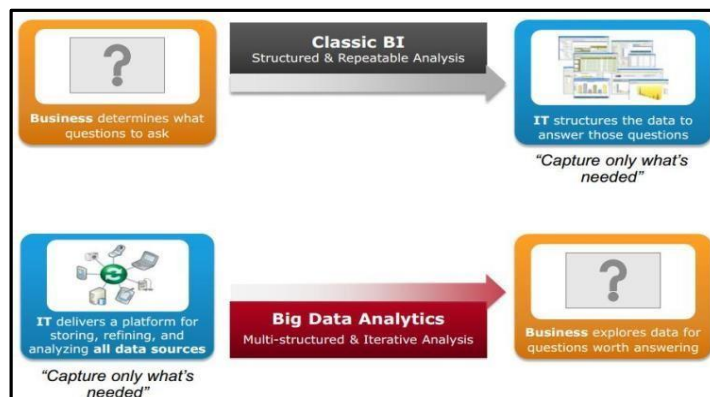 ?
Business determines what
questions to ask
Classic BI
Structured & Repeatable Analysis
IT structures the data to
answer those questions
“Capture only what's
needed”
IT delivers a platform for
storing, refining, and
analyzing all data sources
“Capture only what's
needed”
Big Data Analytics
Multi-structured & Iterative Analysis
?
Business explores data for
questions worth answering